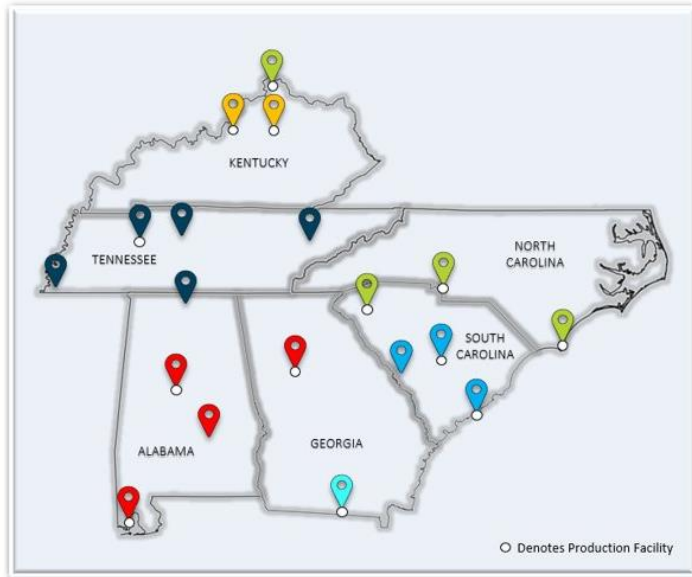 KENTUCKY
NORTH
CAROLINA
TENNESSEE
SOUTH
CAROLINA
ALABAMA
GEORGIA
Denotes Production Facility